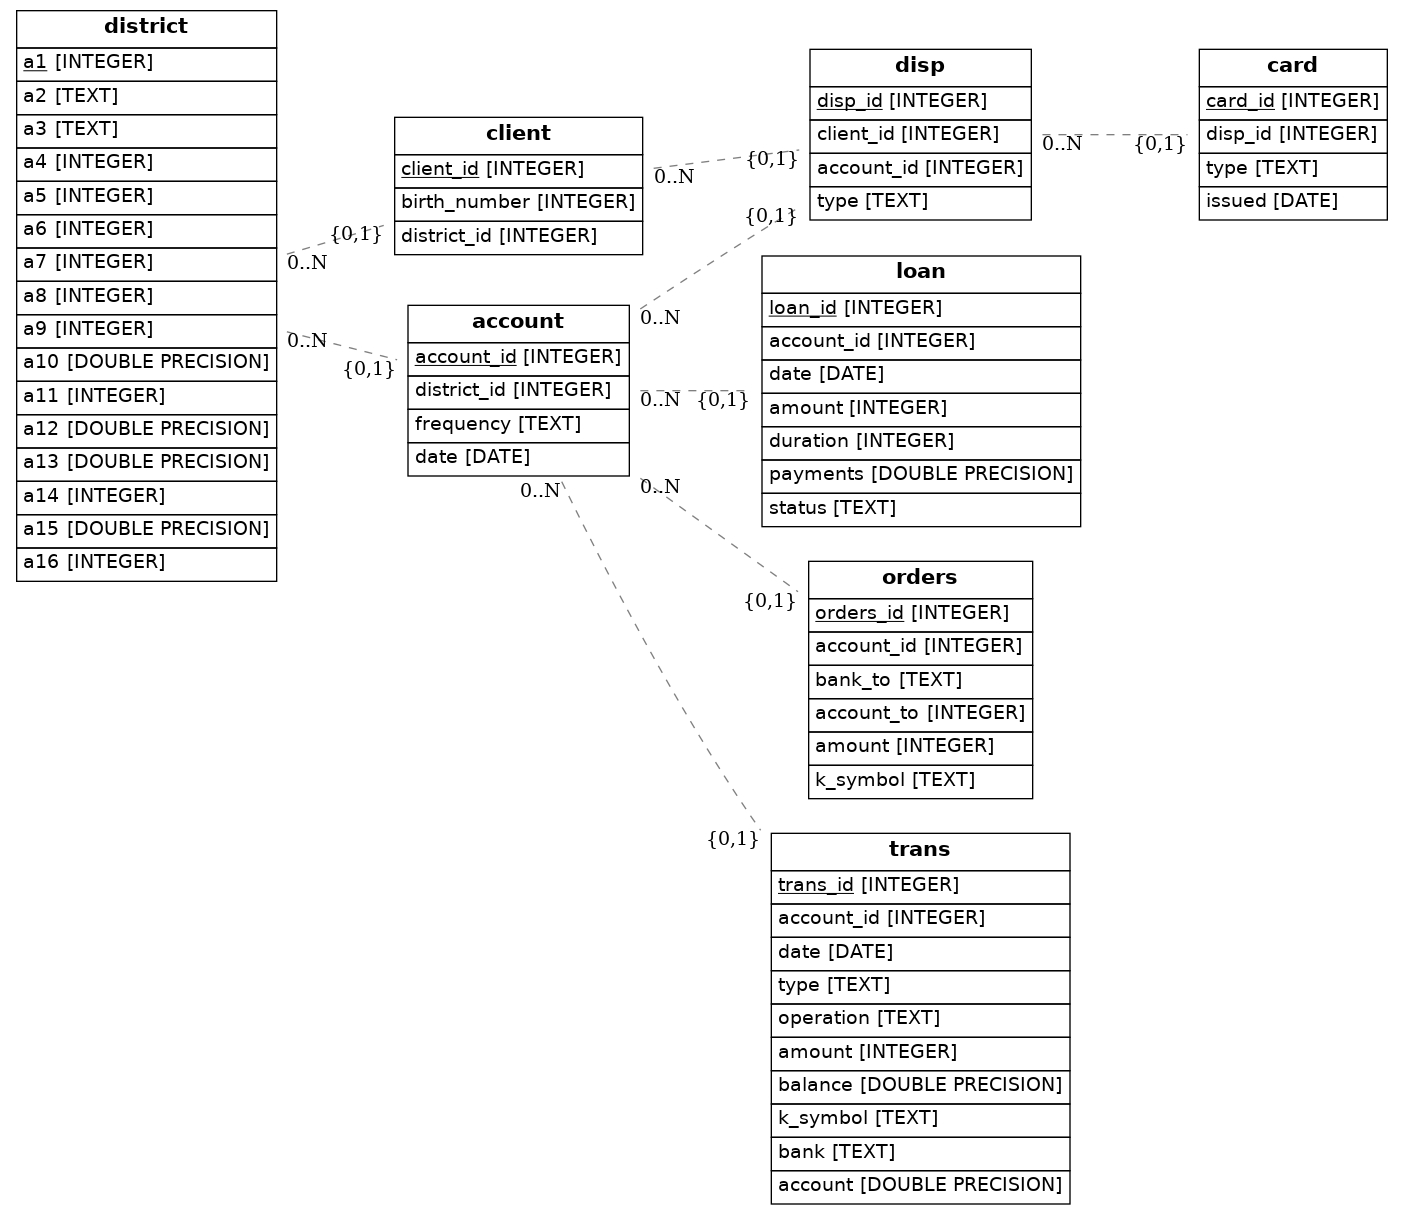 district
a1 [INTEGER]
a2 [TEXT]
a3 [TEXT]
a4 [INTEGER]
a5 [INTEGER]
a6 [INTEGER]
a7 [INTEGER]
a8 [INTEGER]
a9 [INTEGER]
a10 [DOUBLE PRECISION]
a11 [INTEGER]
a12 [DOUBLE PRECISION]
a13 [DOUBLE PRECISION]
a14 [INTEGER]
a15 [DOUBLE PRECISION]
a16 [INTEGER]
0..N
{0,1}
0..N
{0,1}
client
client_id [INTEGER]
birth_number [INTEGER]
district_id [INTEGER]
0..N
{0,1}
account
account_id [INTEGER]
district_id [INTEGER]
frequency [TEXT]
date [DATE]
0..N
{0,1}
0..N
{0,1}
0..N
{0,1}
0..N
{0,1}
disp
disp_id [INTEGER]
client_id [INTEGER]
account_id [INTEGER]
type [TEXT]
0..N
{0,1}
card
card_id [INTEGER]
disp_id [INTEGER]
type [TEXT]
issued [DATE]
loan
loan_id [INTEGER]
account_id [INTEGER]
date [DATE]
amount [INTEGER]
duration [INTEGER]
payments [DOUBLE PRECISION]
status [TEXT]
orders
orders_id [INTEGER]
account_id [INTEGER]
bank_to [TEXT]
account_to [INTEGER]
amount [INTEGER]
k_symbol [TEXT]
trans
trans_id [INTEGER]
account_id [INTEGER]
date [DATE]
type [TEXT]
operation [TEXT]
amount [INTEGER]
balance [DOUBLE PRECISION]
k_symbol [TEXT]
bank [TEXT]
account [DOUBLE PRECISION]